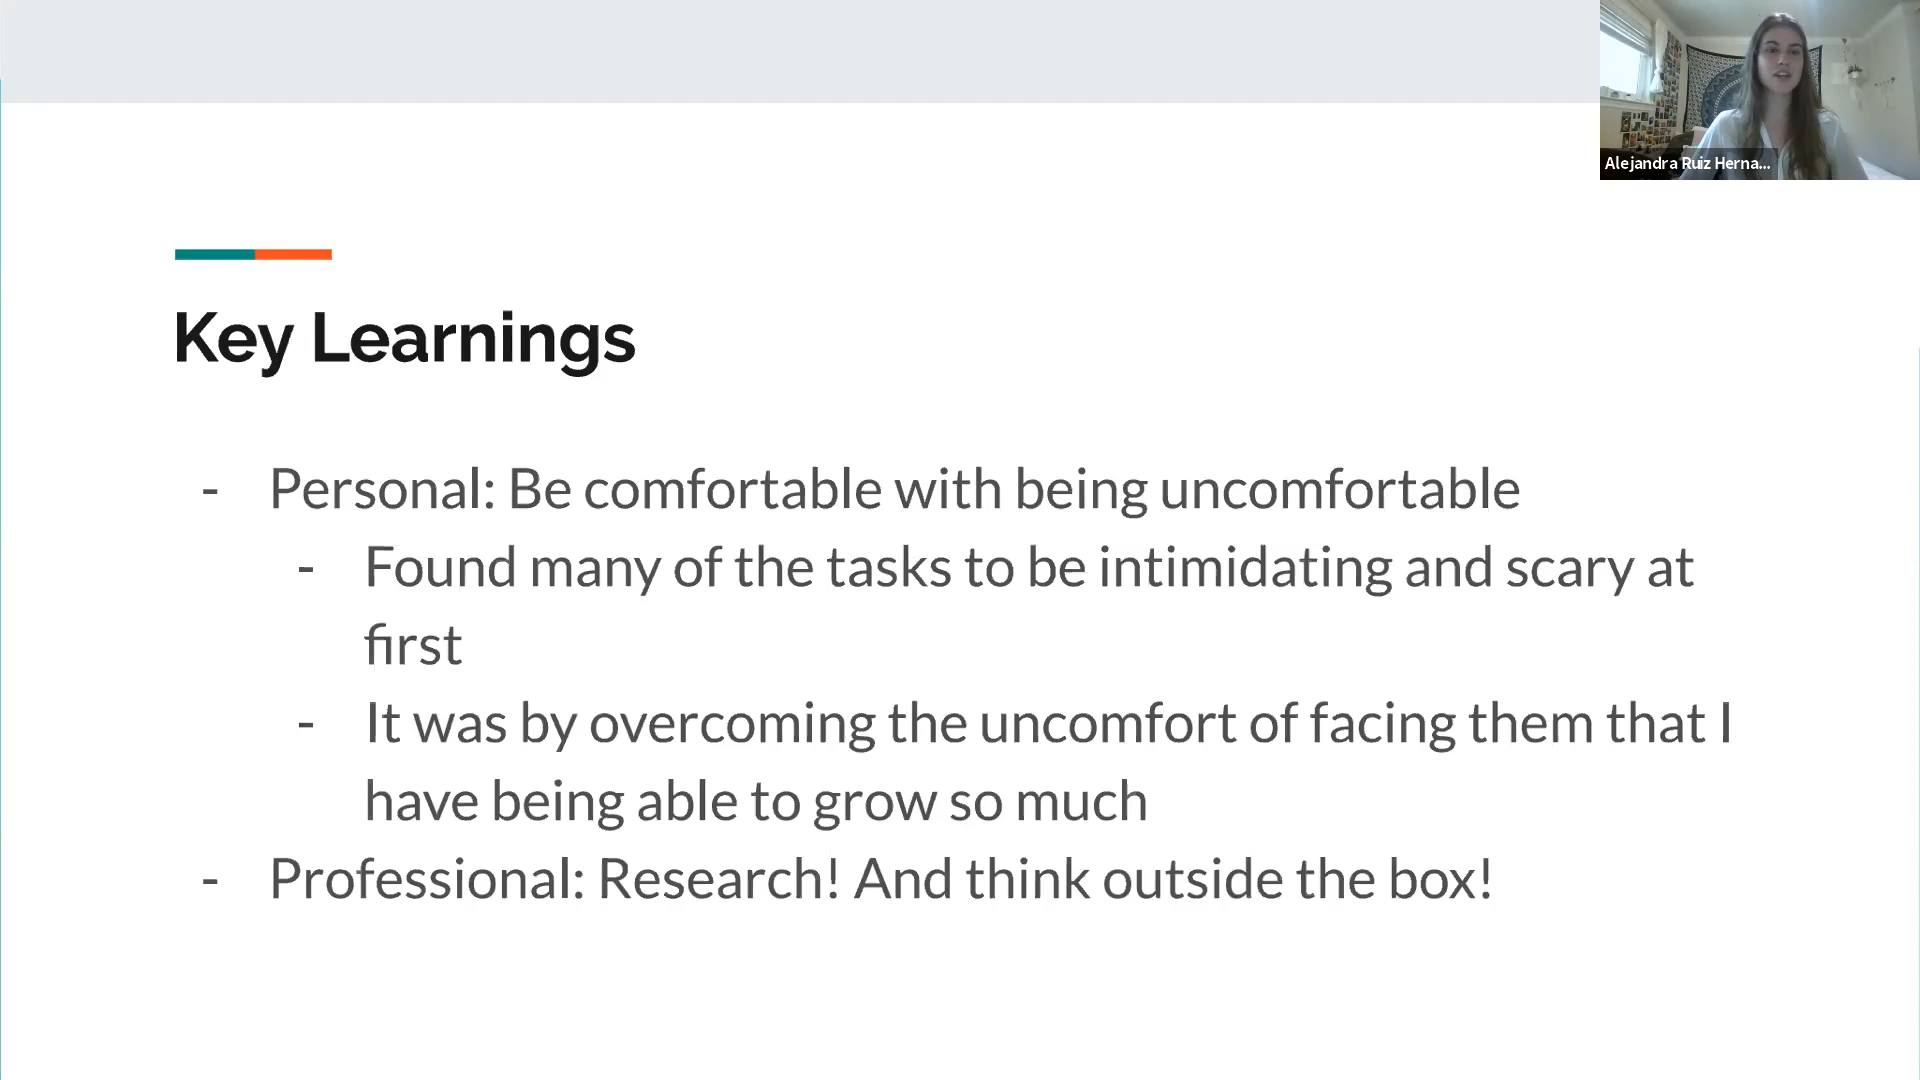 Alejandra Ruiz Herna...
Key Learnings
- Personal: Be comfortable with being uncomfortable
- Found many of the tasks to be intimidating and scary at
first
- It was by overcoming the uncomfort of facing them that I
have being able to grow so much
- Professional: Research! And think outside the box!